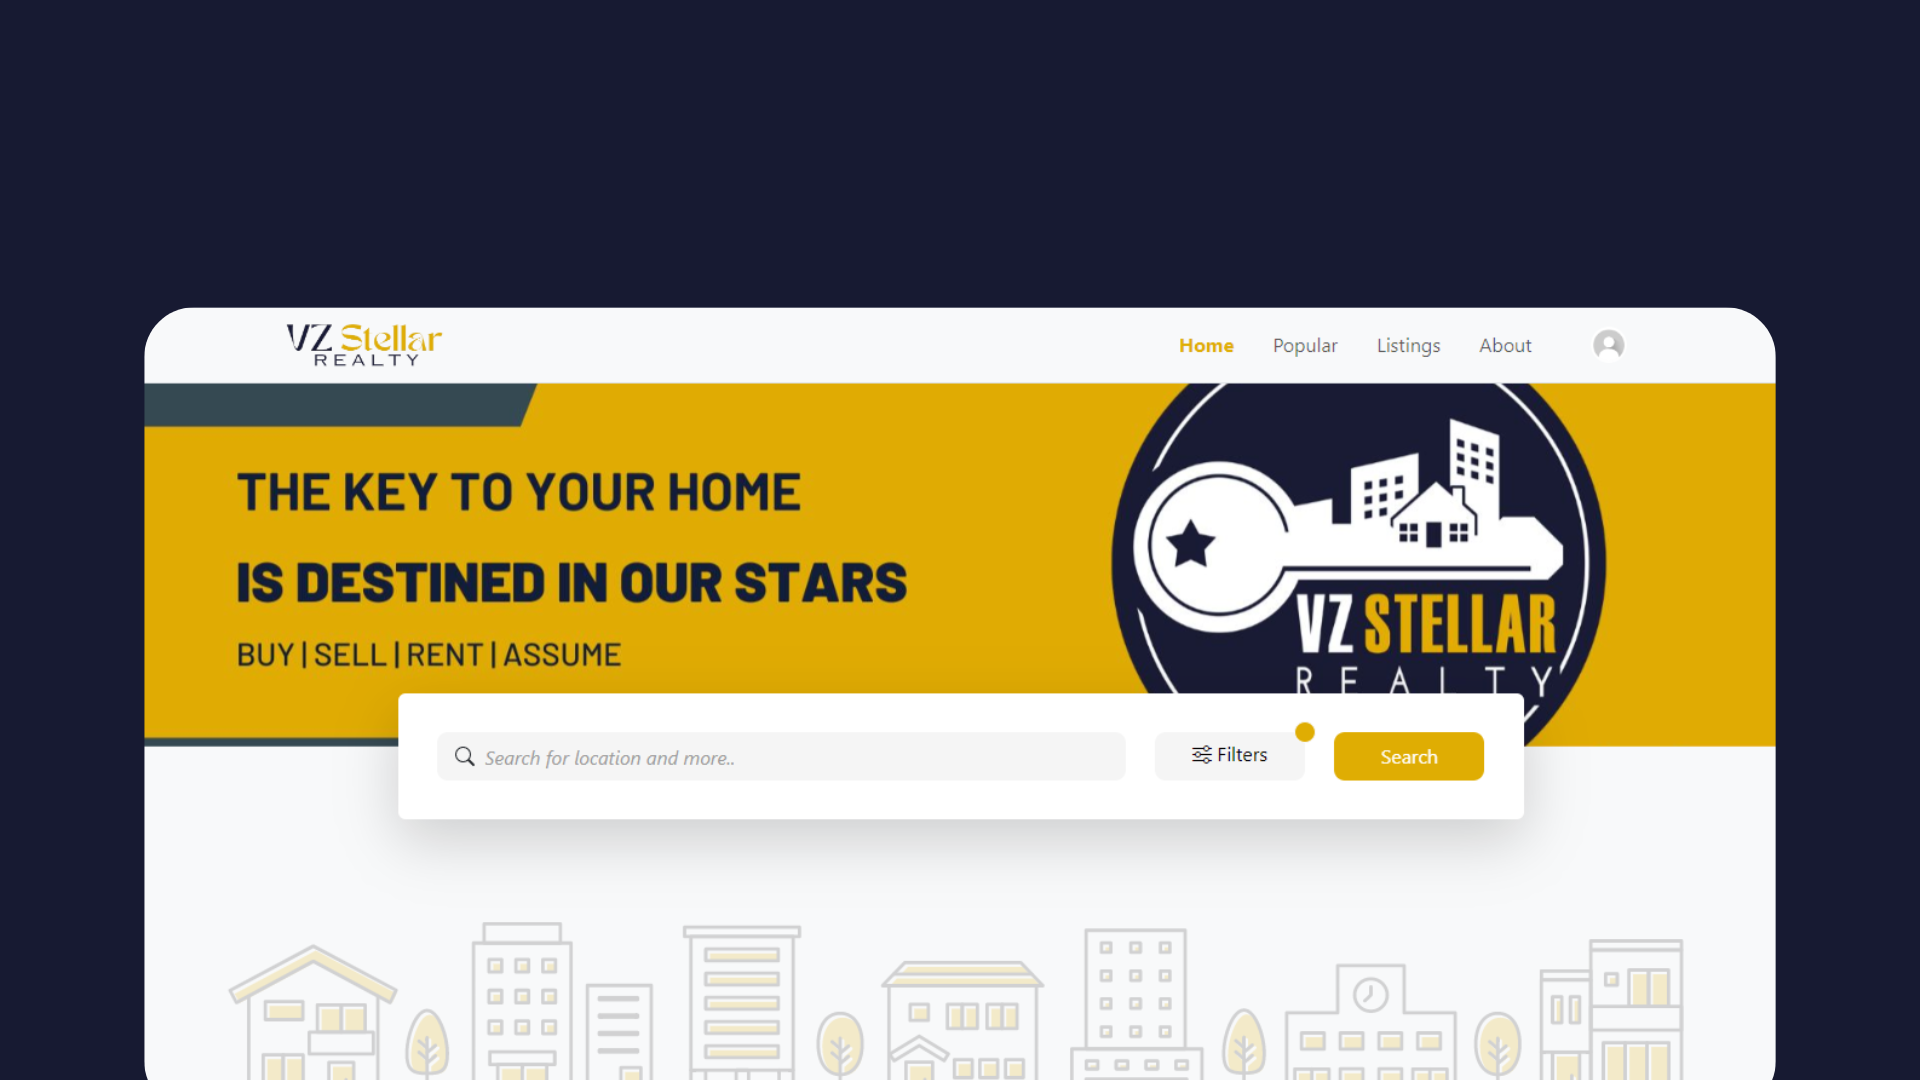 VZ Stellar
REALTY
Home
Popular
Listings
About
THE KEY TO YOUR HOME
IS DESTINED IN OUR STARS
BUY | SELL | RENT | ASSUME
VZ STELLAR
REALTY
Search for location and more..
Filters
Search